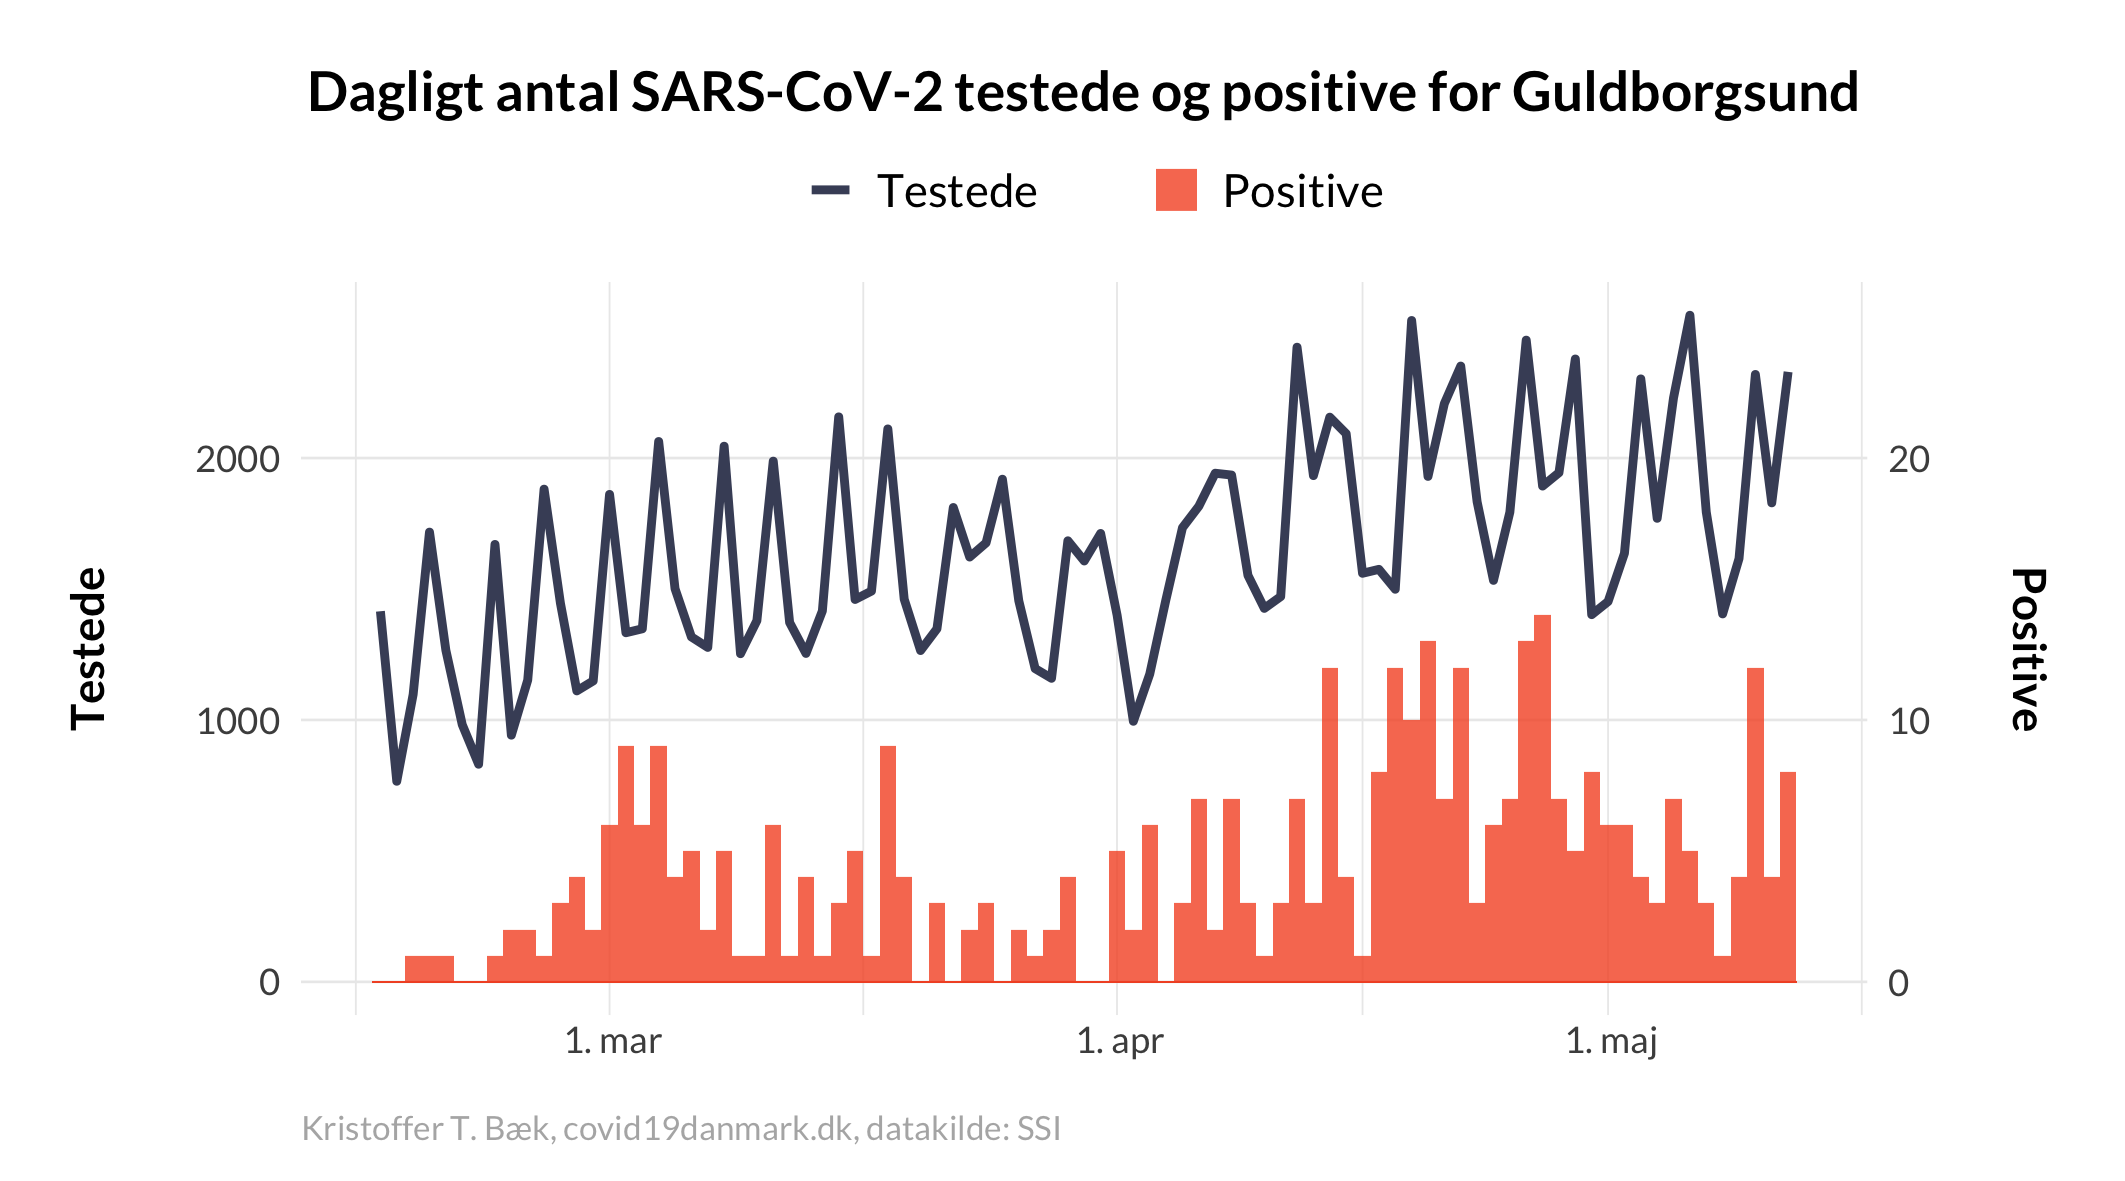 Dagligt antal SARS-CoV-2 testede og positive for Guldborgsund
Testede
Positive
Testede
2000
1000
0
20
10
0
Positive
1. mar
1. apr
1. maj
Kristoffer T. Bæk, covid19danmark.dk, datakilde: SSI